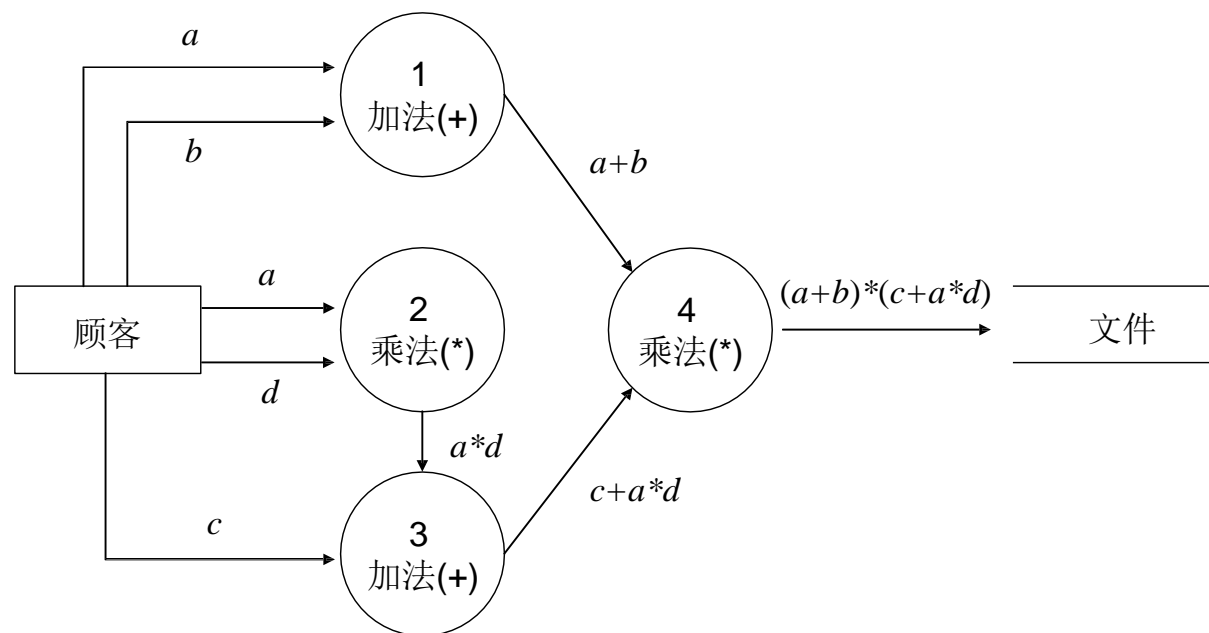 a
1
加法(+)
b
a+b
a
2
乘法(*)
顾客
d
4
乘法(*)
(a+b)*(c+a*d)
文件
a*d
c+a*d
c
3
加法(+)